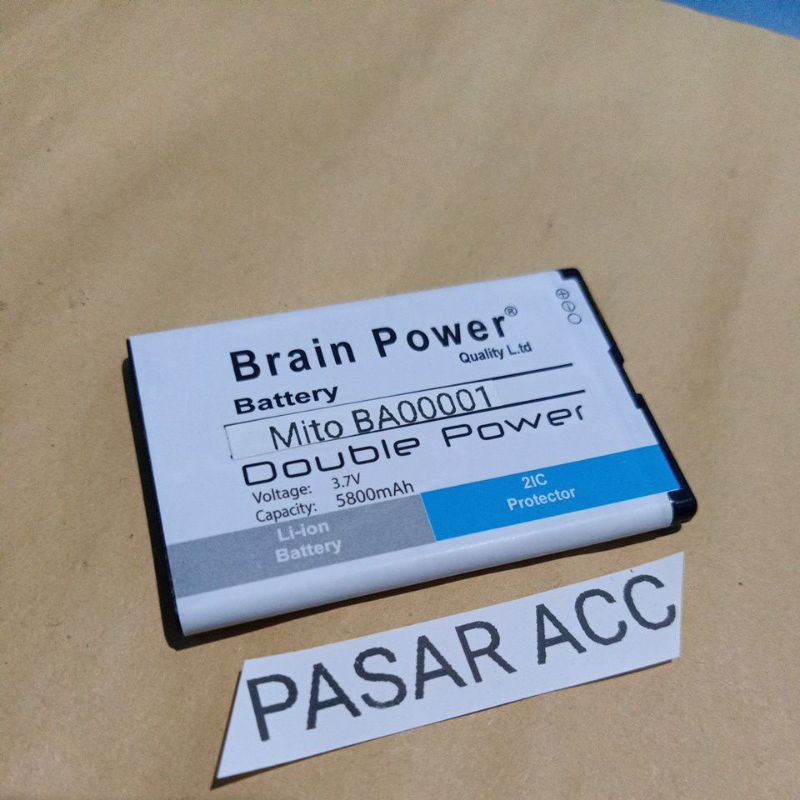 Brain Power®
Quality L.td
Battery
Mito BA00001
Double Power
Voltage: 3.7V
Capacity: 5800mAh
Li-ion
Battery
2IC
Protector
PASAR ACC